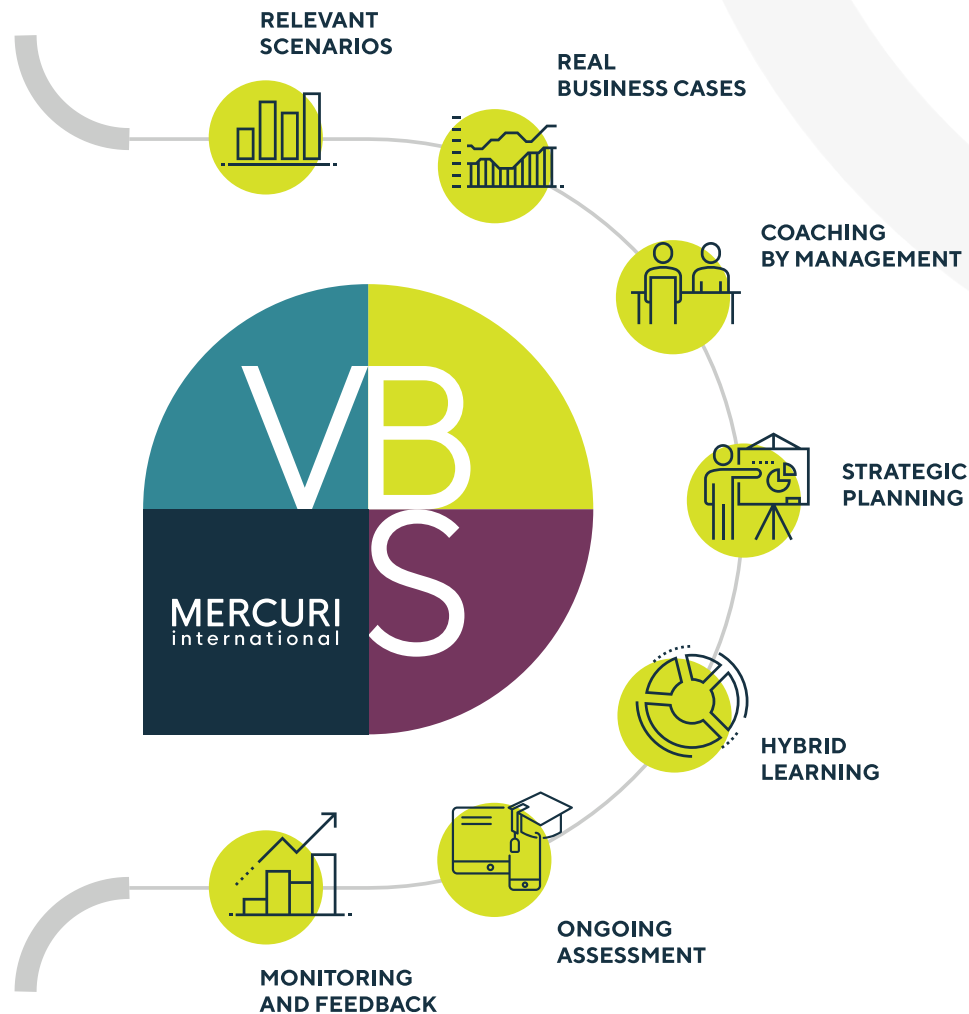 RELEVANT
SCENARIOS
REAL
BUSINESS CASES
COACHING
BY MANAGEMENT
VB
S
MERCURI
international
STRATEGIC
PLANNING
HYBRID
LEARNING
ONGOING
ASSESSMENT
MONITORING
AND FEEDBACK